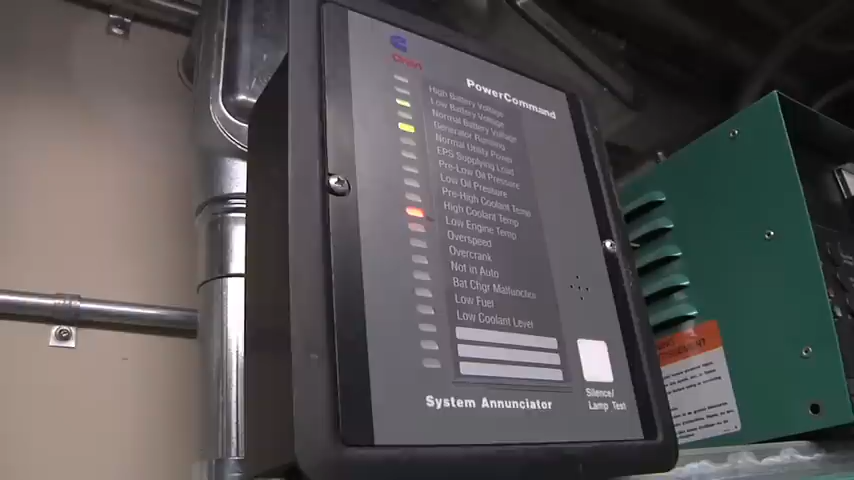 Onan
PowerCommand
High Battery Voltage
Low Battery Voltage
Normal Battery Voltage
Generator Running
Normal Utility Power
EPS Supplying Load
Pre-Low Oil Pressure
Low Oil Pressure
Pre-High Coolant Temp
High Coolant Temp
Low Engine Temp
Overspeed
Overcrank
Not in Auto
Bat Chgr Malfunction
Low Fuel
Low Coolant Level
Silence/
Lamp Test
System Annunciator